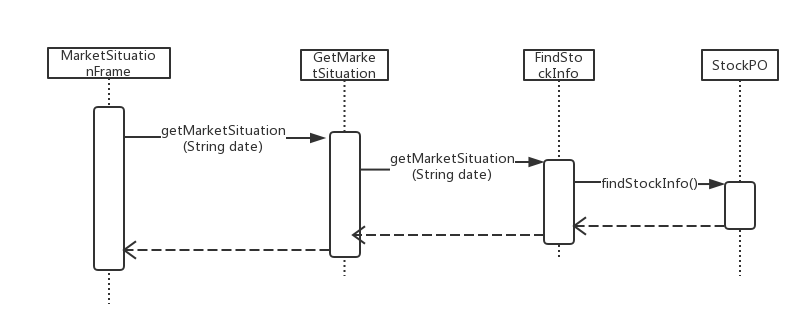 MarketSituatio
nFrame
GetMarke
tSituation
FindSto
ckInfo
StockPO
getMarketSituation
(String date)
getMarketSituation
(String date)
findStockInfo()